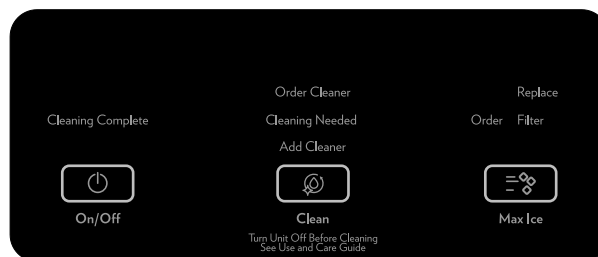 Order Cleaner
Replace
Cleaning Complete
Cleaning Needed
Order Filter
Add Cleaner
On/Off
Clean
Max Ice
Turn Unit Off Before Cleaning
See Use and Care Guide